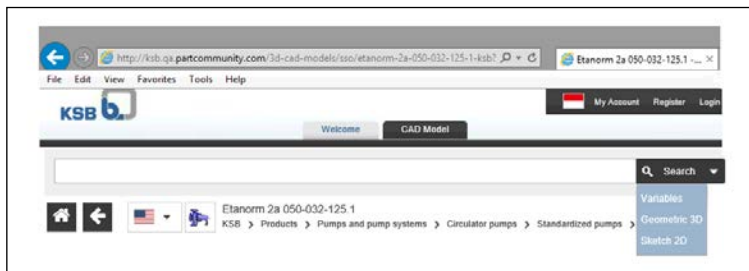 http://ksb.qa.partcommunity.com/3d-cad-models/sso/etanorm-2a-050-032-125-1-ksb?
Etanorm 2a 050-032-125.1 -...
File Edit View Favorites Tools Help
KSB b.
My Account Register Login
Welcome CAD Model
Search
Variables
Geometric 3D
Sketch 2D
Etanorm 2a 050-032-125.1
KSB > Products > Pumps and pump systems > Circulator pumps > Standardized pumps >